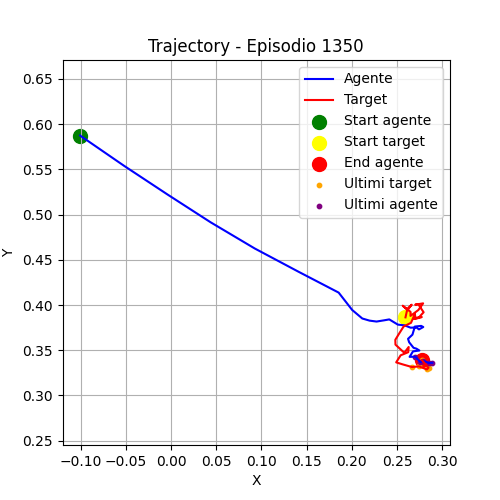 Trajectory - Episodio 1350
Agente
Target
Start agente
Start target
End agente
Ultimi target
Ultimi agente
Y
0.65
0.60
0.55
0.50
0.45
0.40
0.35
0.30
0.25
−0.10 −0.05 0.00 0.05 0.10 0.15 0.20 0.25 0.30
X